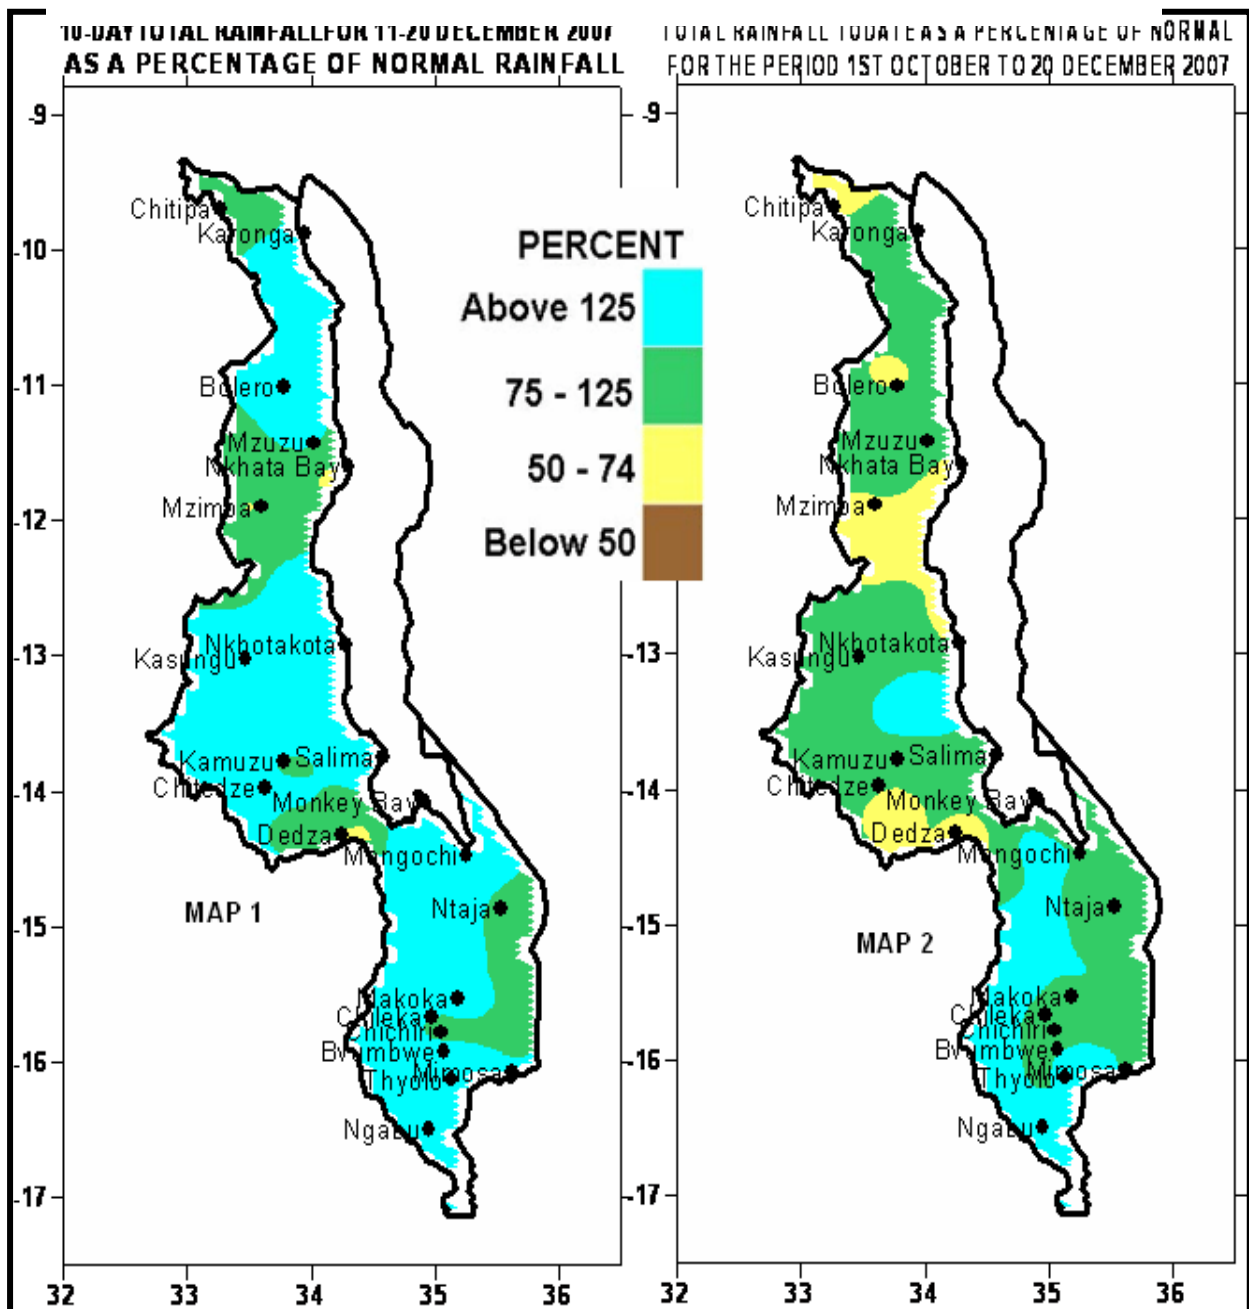 10-DAY TOTAL RAINFALL FOR 11-20 DECEMBER 2007
AS A PERCENTAGE OF NORMAL RAINFALL
TOTAL RAINFALL TODATE AS A PERCENTAGE OF NORMAL
FOR THE PERIOD 1ST OCTOBER TO 20 DECEMBER 2007
-9
-10
-11
-12
-13
-14
-15
-16
-17
32
33
34
35
36
Chitipa
Karonga
Bolero
Mzuzu
Nkhata Bay
Mzimba
Nkhotakota
Kasungu
Kamuzu
Salima
Chitedze
Monkey Bay
Dedza
Mangochi
Ntaja
Makoka
Chileka
Chichiri
Bvumbwe
Mimosa
Thyolo
Ngabu
MAP 1
PERCENT
Above 125
75 - 125
50 - 74
Below 50
-9
-10
-11
-12
-13
-14
-15
-16
-17
32
33
34
35
36
Chitipa
Karonga
Bolero
Mzuzu
Nkhata Bay
Mzimba
Nkhotakota
Kasungu
Kamuzu
Salima
Chitedze
Monkey Bay
Dedza
Mangochi
Ntaja
Makoka
Chileka
Chichiri
Bvumbwe
Mimosa
Thyolo
Ngabu
MAP 2